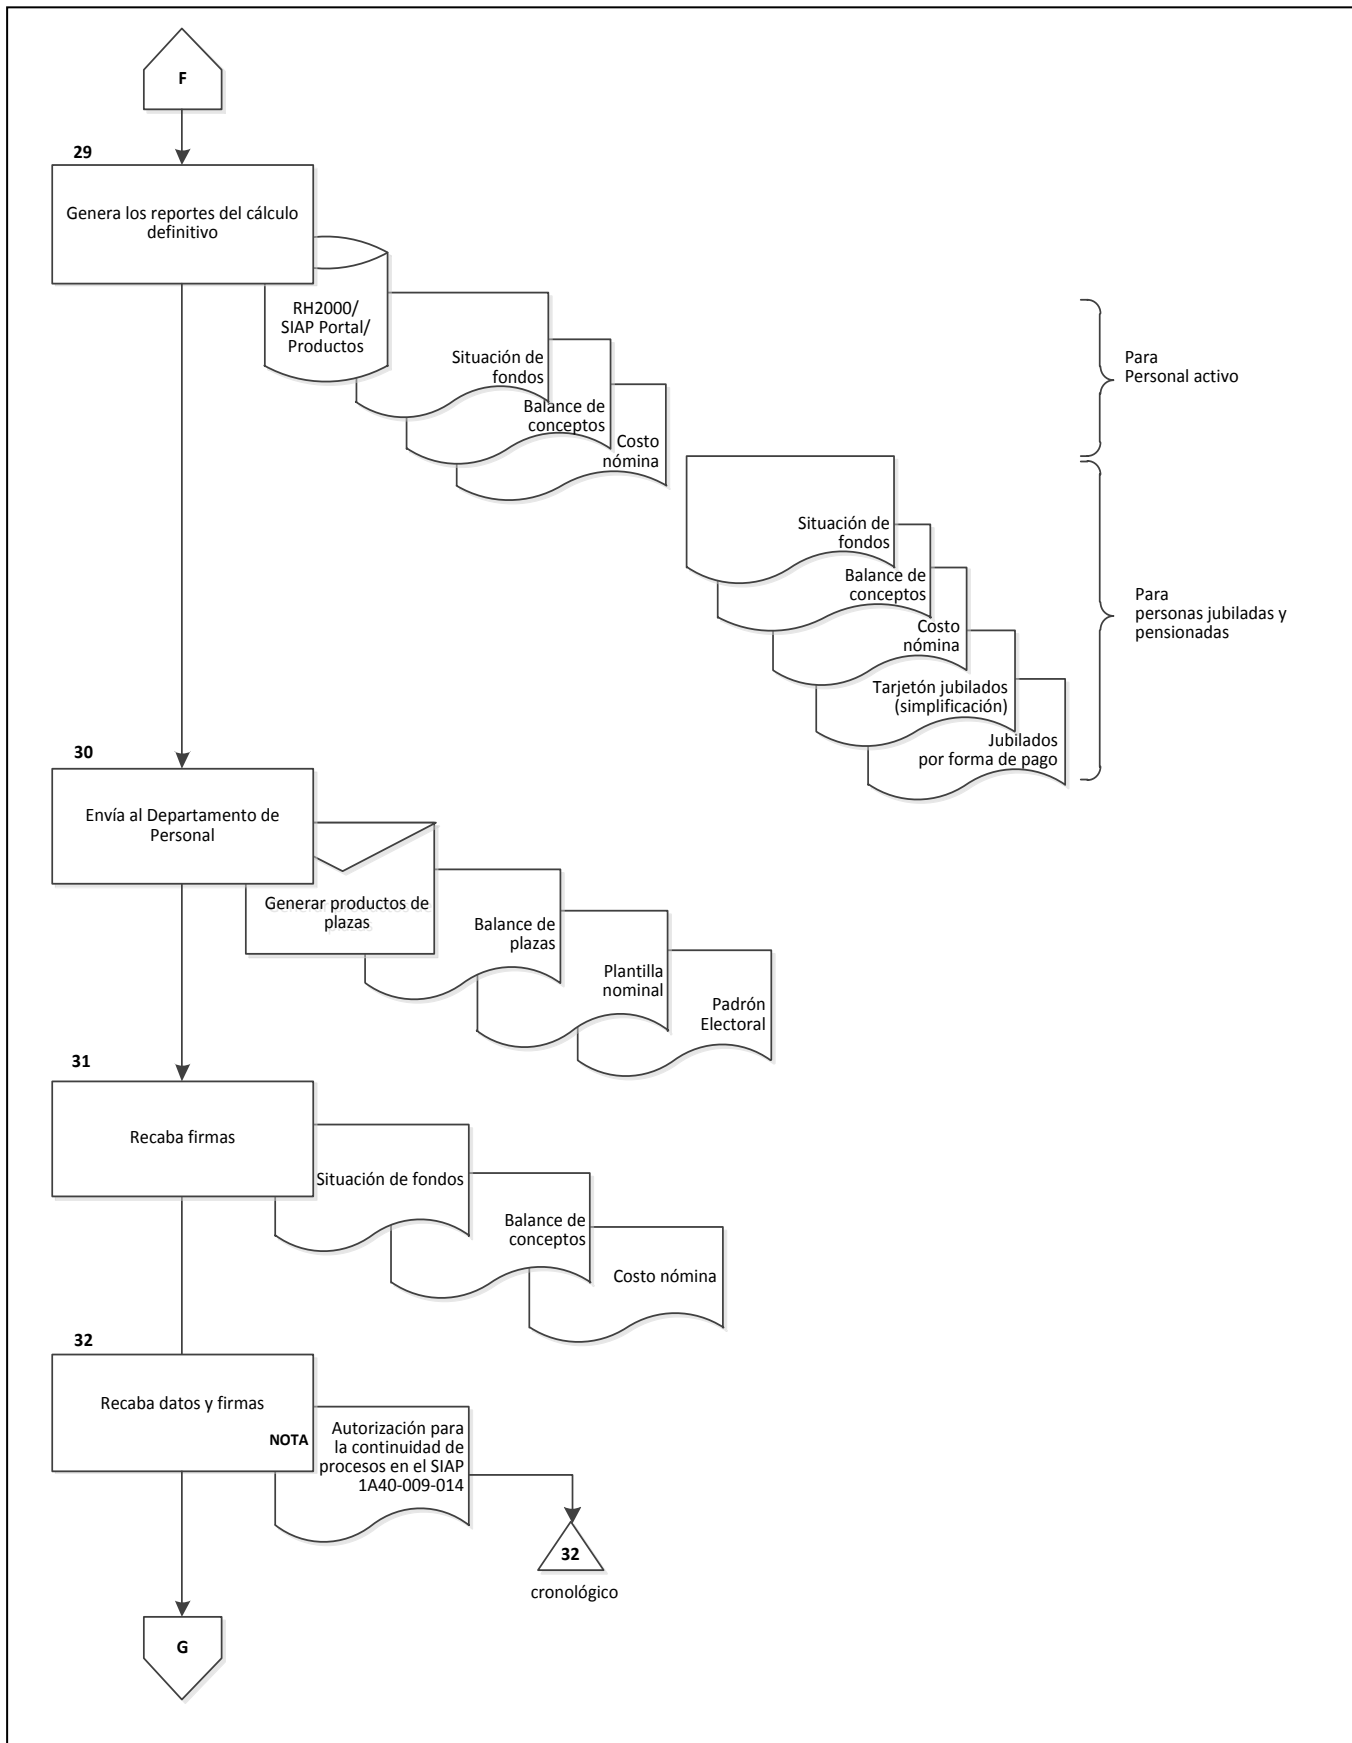 F
29
Genera los reportes del cálculo
definitivo
RH2000/
SIAP Portal/
Productos
Situación de
fondos
Balance de
conceptos
Costo
nómina
Para
Personal activo
Situación de
fondos
Balance de
conceptos
Costo
nómina
Tarjetón jubilados
(simplificación)
Jubilados
por forma de pago
Para
personas jubiladas y
pensionadas
30
Envía al Departamento de
Personal
Generar productos de
plazas
Balance de
plazas
Plantilla
nominal
Padrón
Electoral
31
Recaba firmas
Situación de fondos
Balance de
conceptos
Costo nómina
32
Recaba datos y firmas
NOTA
Autorización para
la continuidad de
procesos en el SIAP
1A40-009-014
32
cronológico
G